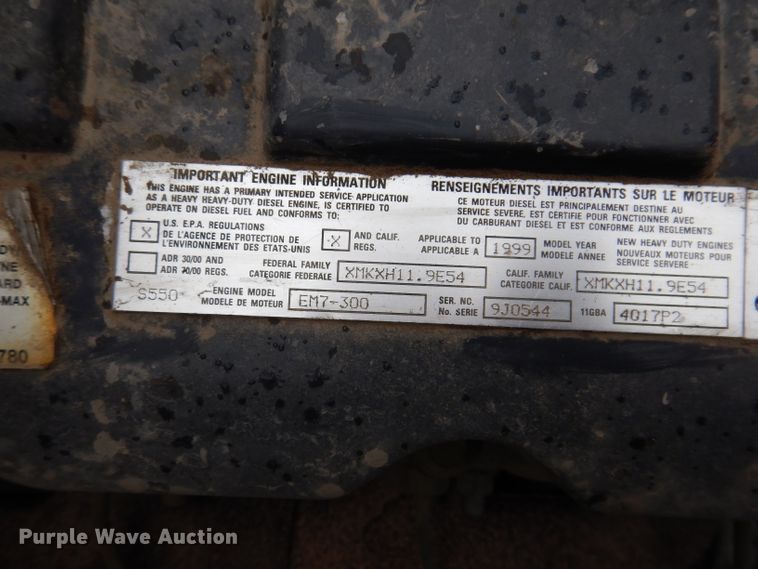 IMPORTANT ENGINE INFORMATION
THIS ENGINE HAS A PRIMARY INTENDED SERVICE APPLICATION
AS A HEAVY HEAVY-DUTY DIESEL ENGINE, IS CERTIFIED TO
OPERATE ON DIESEL FUEL AND CONFORMS TO:
RENSEIGNEMENTS IMPORTANTS SUR LE MOTEUR
CE MOTEUR DIESEL EST PRINCIPALEMENT DESTINE AU
SERVICE SEVERE, EST CERTIFIE POUR FONCTIONNER AVEC
DU CARBURANT DIESEL ET EST CONFORME AUX REGLEMENTS
X U.S. E.P.A. REGULATIONS
DE L'AGENCE DE PROTECTION DE
L'ENVIRONNEMENT DES ETATS-UNIS
X AND CALIF.
REGS.
APPLICABLE TO
APPLICABLE A
1999
MODEL YEAR
MODELE ANNEE
NEW HEAVY DUTY ENGINES
NOUVEAUX MOTEURS POUR
SERVICE SERVERE
ADR 30/00 AND
ADR 70/00 REGS.
FEDERAL FAMILY
CATEGORIE FEDERALE
XMKXH11.9E54
CALIF. FAMILY
CATEGORIE CALIF.
XMKXH11.9E54
S550
ENGINE MODEL
MODELE DE MOTEUR
EM7-300
SER. NO.
No. SERIE
9J0544
11GBA
4017P2
DY
NE
ARD
-MAX
780
Purple Wave Auction